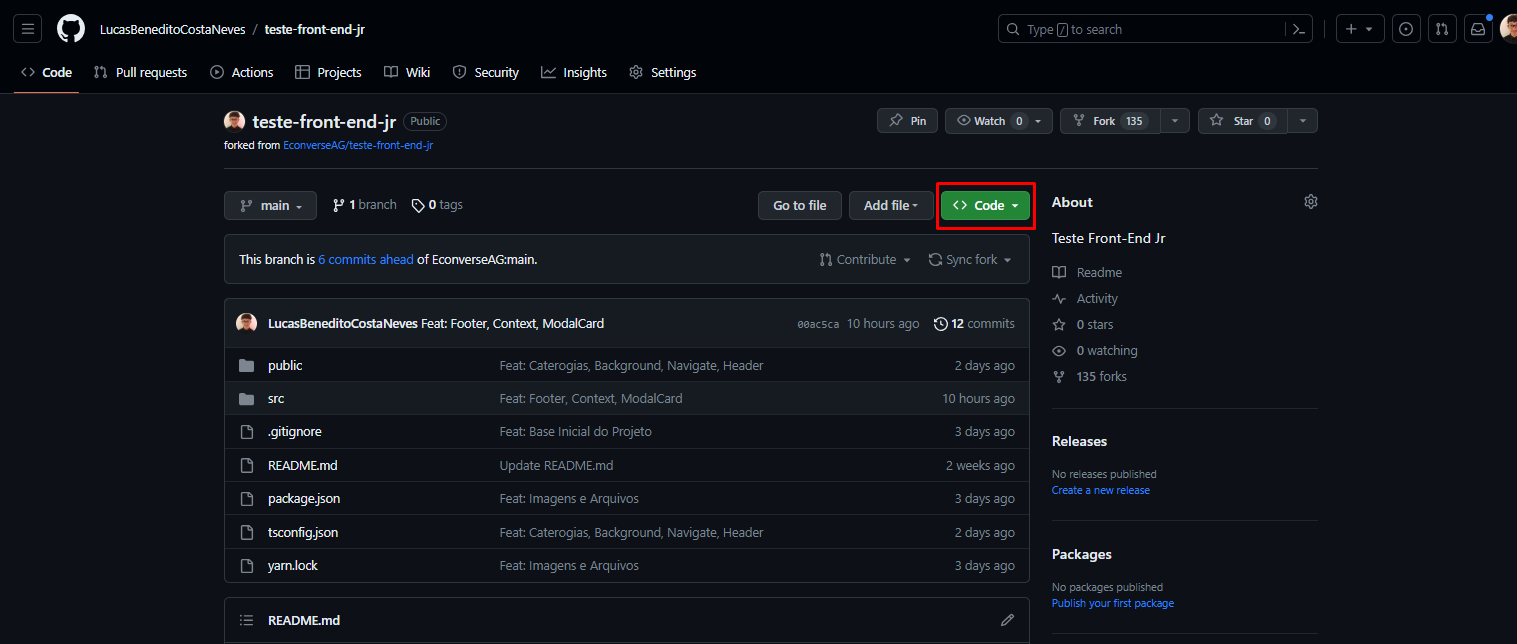 LucasBeneditoCostaNeves / teste-front-end-jr
Type / to search
Code Pull requests Actions Projects Wiki Security Insights Settings
teste-front-end-jr Public
Pin Watch 0 Fork 135 Star 0
forked from EconverseAG/teste-front-end-jr
main 1 branch 0 tags Go to file Add file Code
This branch is 6 commits ahead of EconverseAG:main. Contribute Sync fork
LucasBeneditoCostaNeves Feat: Footer, Context, ModalCard 00ac5ca 10 hours ago 12 commits
public Feat: Caterogias, Background, Navigate, Header 2 days ago
src Feat: Footer, Context, ModalCard 10 hours ago
.gitignore Feat: Base Inicial do Projeto 3 days ago
README.md Update README.md 2 weeks ago
package.json Feat: Imagens e Arquivos 3 days ago
tsconfig.json Feat: Caterogias, Background, Navigate, Header 2 days ago
yarn.lock Feat: Imagens e Arquivos 3 days ago
README.md
About
Teste Front-End Jr
Readme
Activity
0 stars
0 watching
135 forks
Releases
No releases published
Create a new release
Packages
No packages published
Publish your first package